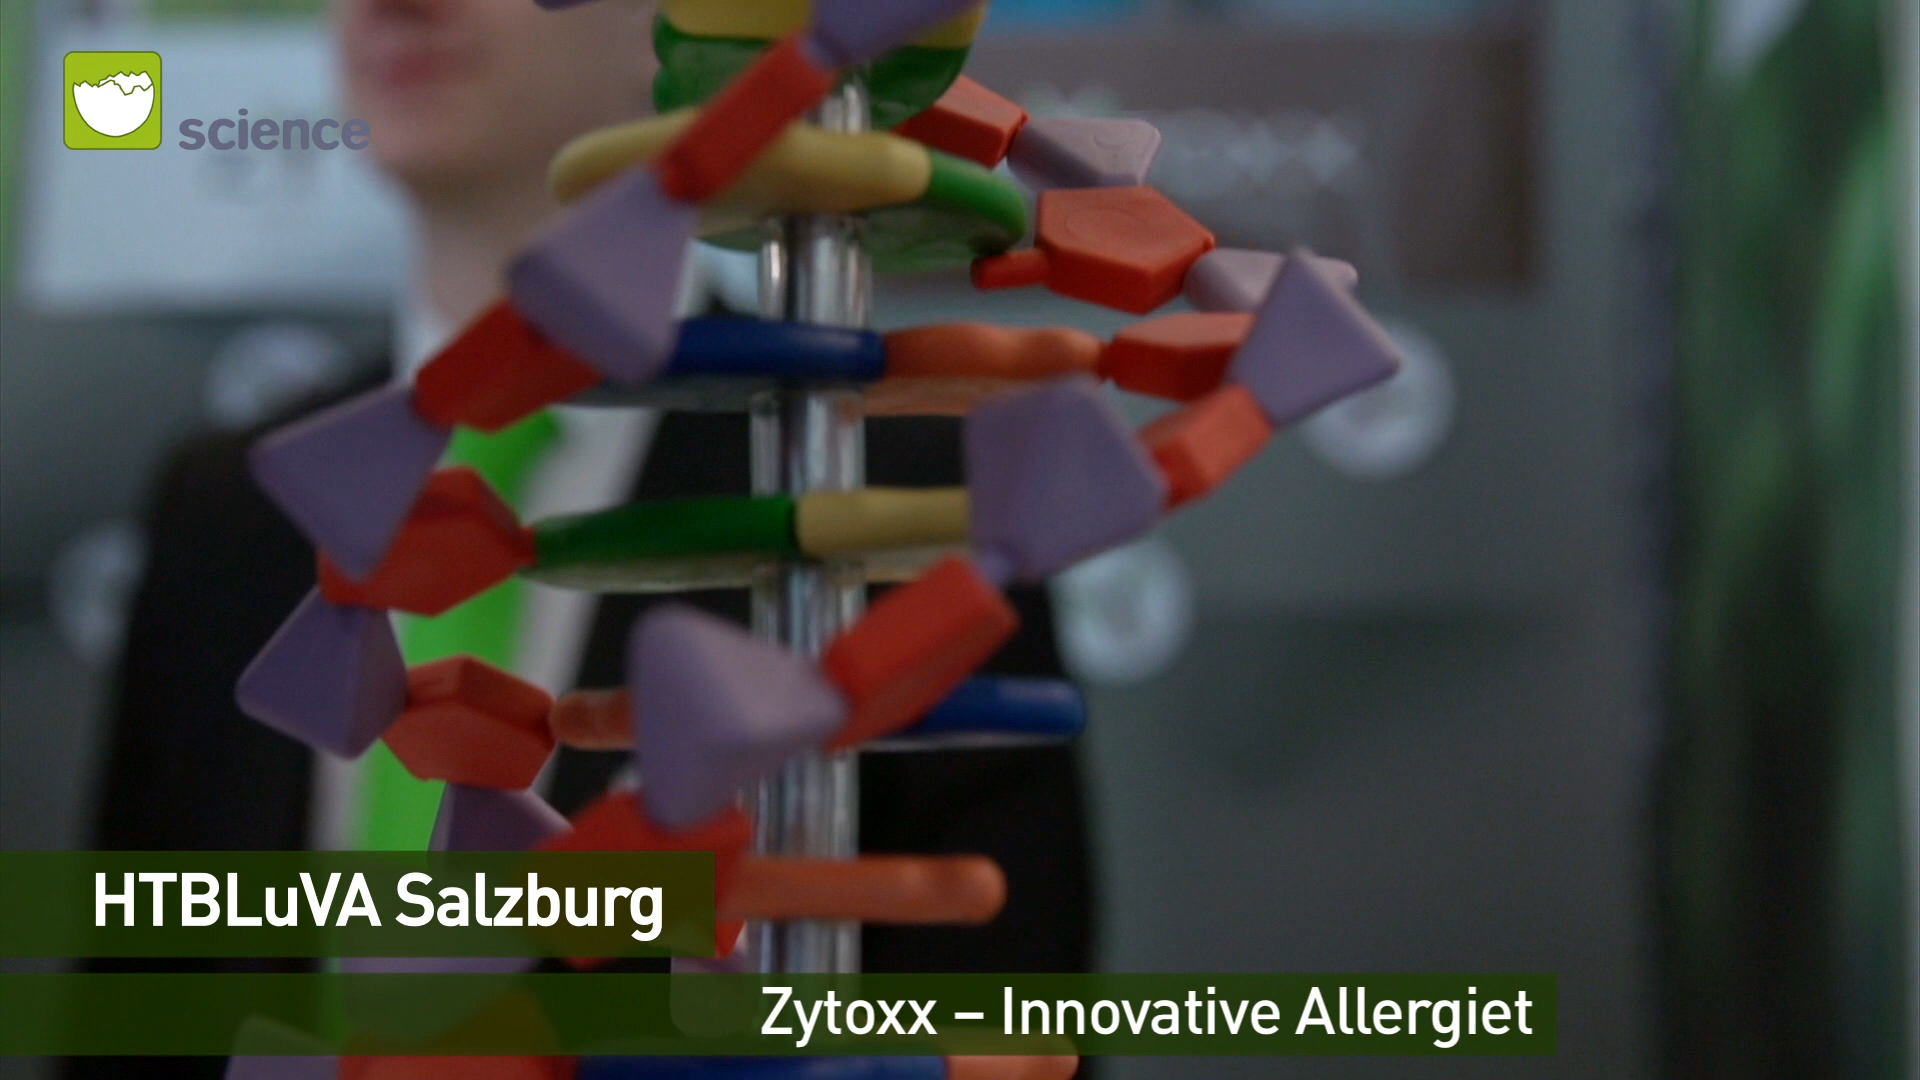 science
HTBLuVA Salzburg
Zytoxx – Innovative Allergiet